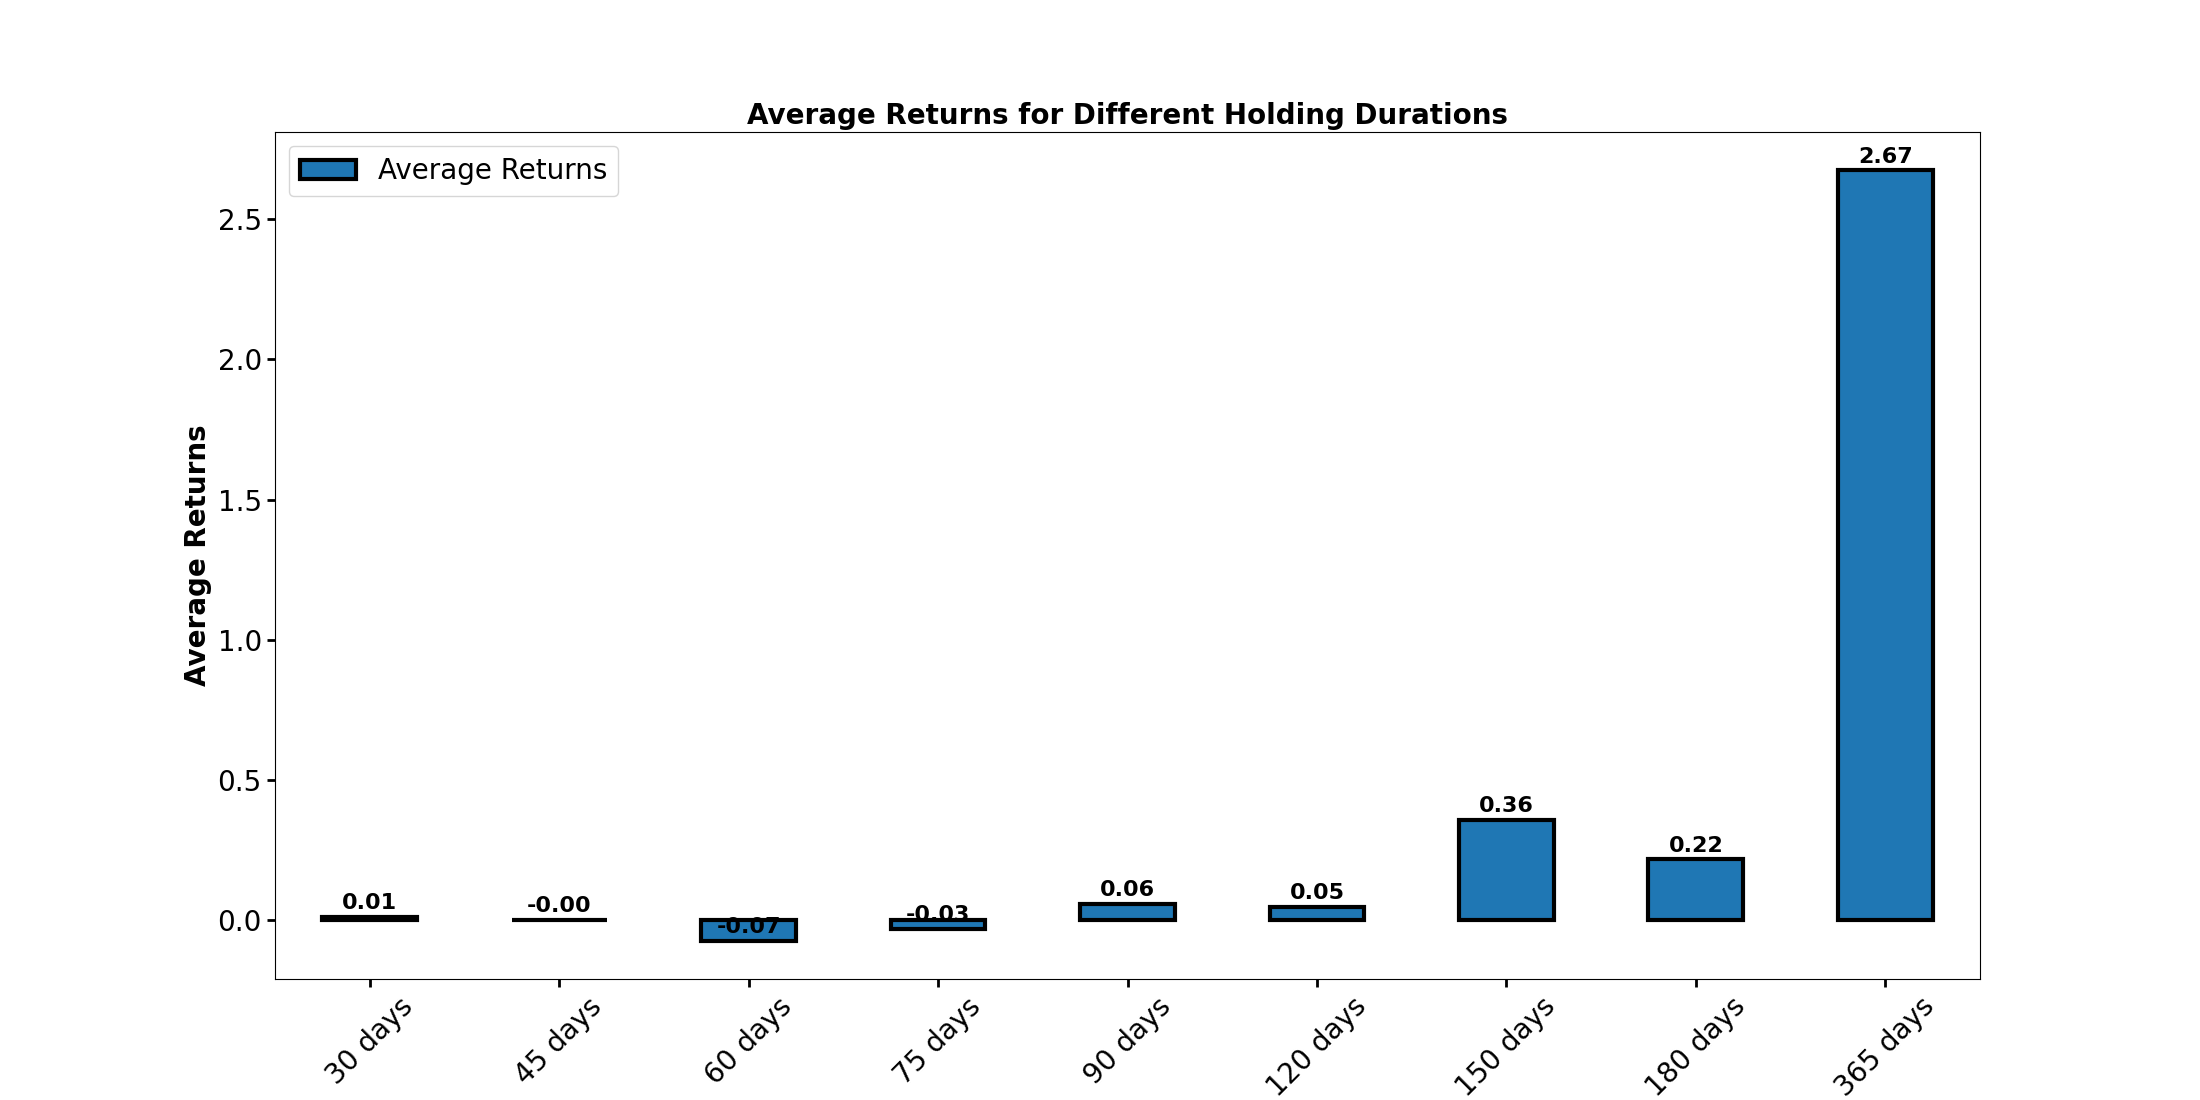 Average Returns for Different Holding Durations
Average Returns
2.67
2.5
2.0
1.5
1.0
0.5
0.0
Average Returns
0.01
-0.00
-0.07
-0.03
0.06
0.05
0.36
0.22
30 days
45 days
60 days
75 days
90 days
120 days
150 days
180 days
365 days